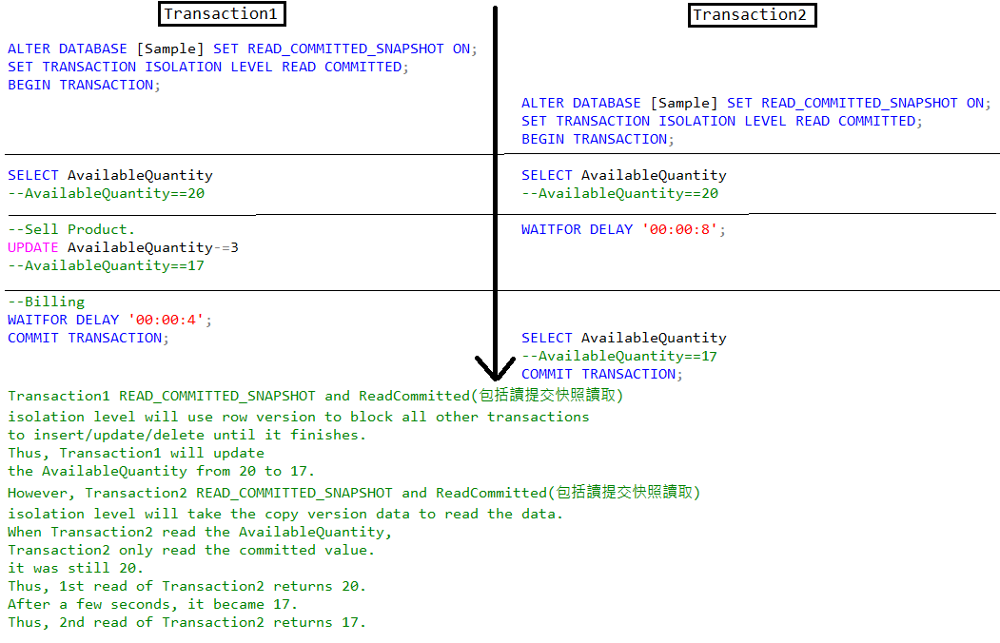 Transaction1
Transaction2
ALTER DATABASE [Sample] SET READ_COMMITTED_SNAPSHOT ON;
SET TRANSACTION ISOLATION LEVEL READ COMMITTED;
BEGIN TRANSACTION;
ALTER DATABASE [Sample] SET READ_COMMITTED_SNAPSHOT ON;
SET TRANSACTION ISOLATION LEVEL READ COMMITTED;
BEGIN TRANSACTION;
SELECT AvailableQuantity
--AvailableQuantity==20
SELECT AvailableQuantity
--AvailableQuantity==20
--Sell Product.
UPDATE AvailableQuantity-=3
--AvailableQuantity==17
WAITFOR DELAY '00:00:8';
--Billing
WAITFOR DELAY '00:00:4';
COMMIT TRANSACTION;
SELECT AvailableQuantity
--AvailableQuantity==17
COMMIT TRANSACTION;
Transaction1 READ_COMMITTED_SNAPSHOT and ReadCommitted(包括讀提交快照讀取)
isolation level will use row version to block all other transactions
to insert/update/delete until it finishes.
Thus, Transaction1 will update
the AvailableQuantity from 20 to 17.
However, Transaction2 READ_COMMITTED_SNAPSHOT and ReadCommitted(包括讀提交快照讀取)
isolation level will take the copy version data to read the data.
When Transaction2 read the AvailableQuantity,
Transaction2 only read the committed value.
it was still 20.
Thus, 1st read of Transaction2 returns 20.
After a few seconds, it became 17.
Thus, 2nd read of Transaction2 returns 17.